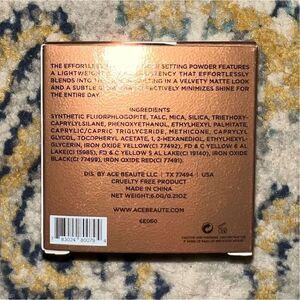 THE EFFORTLESSLY SETTING POWDER FEATURES
A LIGHTWEIGHT CONSISTENCY THAT EFFORTLESSLY
BLENDS INTO THE IN A VELVETY MATTE LOOK
AND A SUBTLE EFFECTIVELY MINIMIZES SHINE FOR
THE ENTIRE DAY.
INGREDIENTS
SYNTHETIC FLUORPHLOGOPITE, TALC, MICA, SILICA, TRIETHOXY-
CAPRYLYLSILANE, PHENOXYETHANOL, ETHYLHEXYL PALMITATE,
CAPRYLIC/CAPRIC TRIGLYCERIDE, METHICONE, CAPRYLYL
GLYCOL, TOCOPHERYL ACETATE, 1, 2-HEXANEDIOL, ETHYLHEXYL-
GLYCERIN, IRON OXIDE YELLOW(CI 77492), FD & C YELLOW 6 AL
LAKE(CI 15985), FD & C YELLOW 5 AL LAKE(CI 19140), IRON OXIDE
BLACK(CI 77499), IRON OXIDE RED(CI 77491).
DIS. BY ACE BEAUTE LLC | TX 77494 | USA
CRUELTY FREE PRODUCT
MADE IN CHINA
NET WEIGHT:6.0G/0.21OZ
WWW.ACEBEAUTE.COM